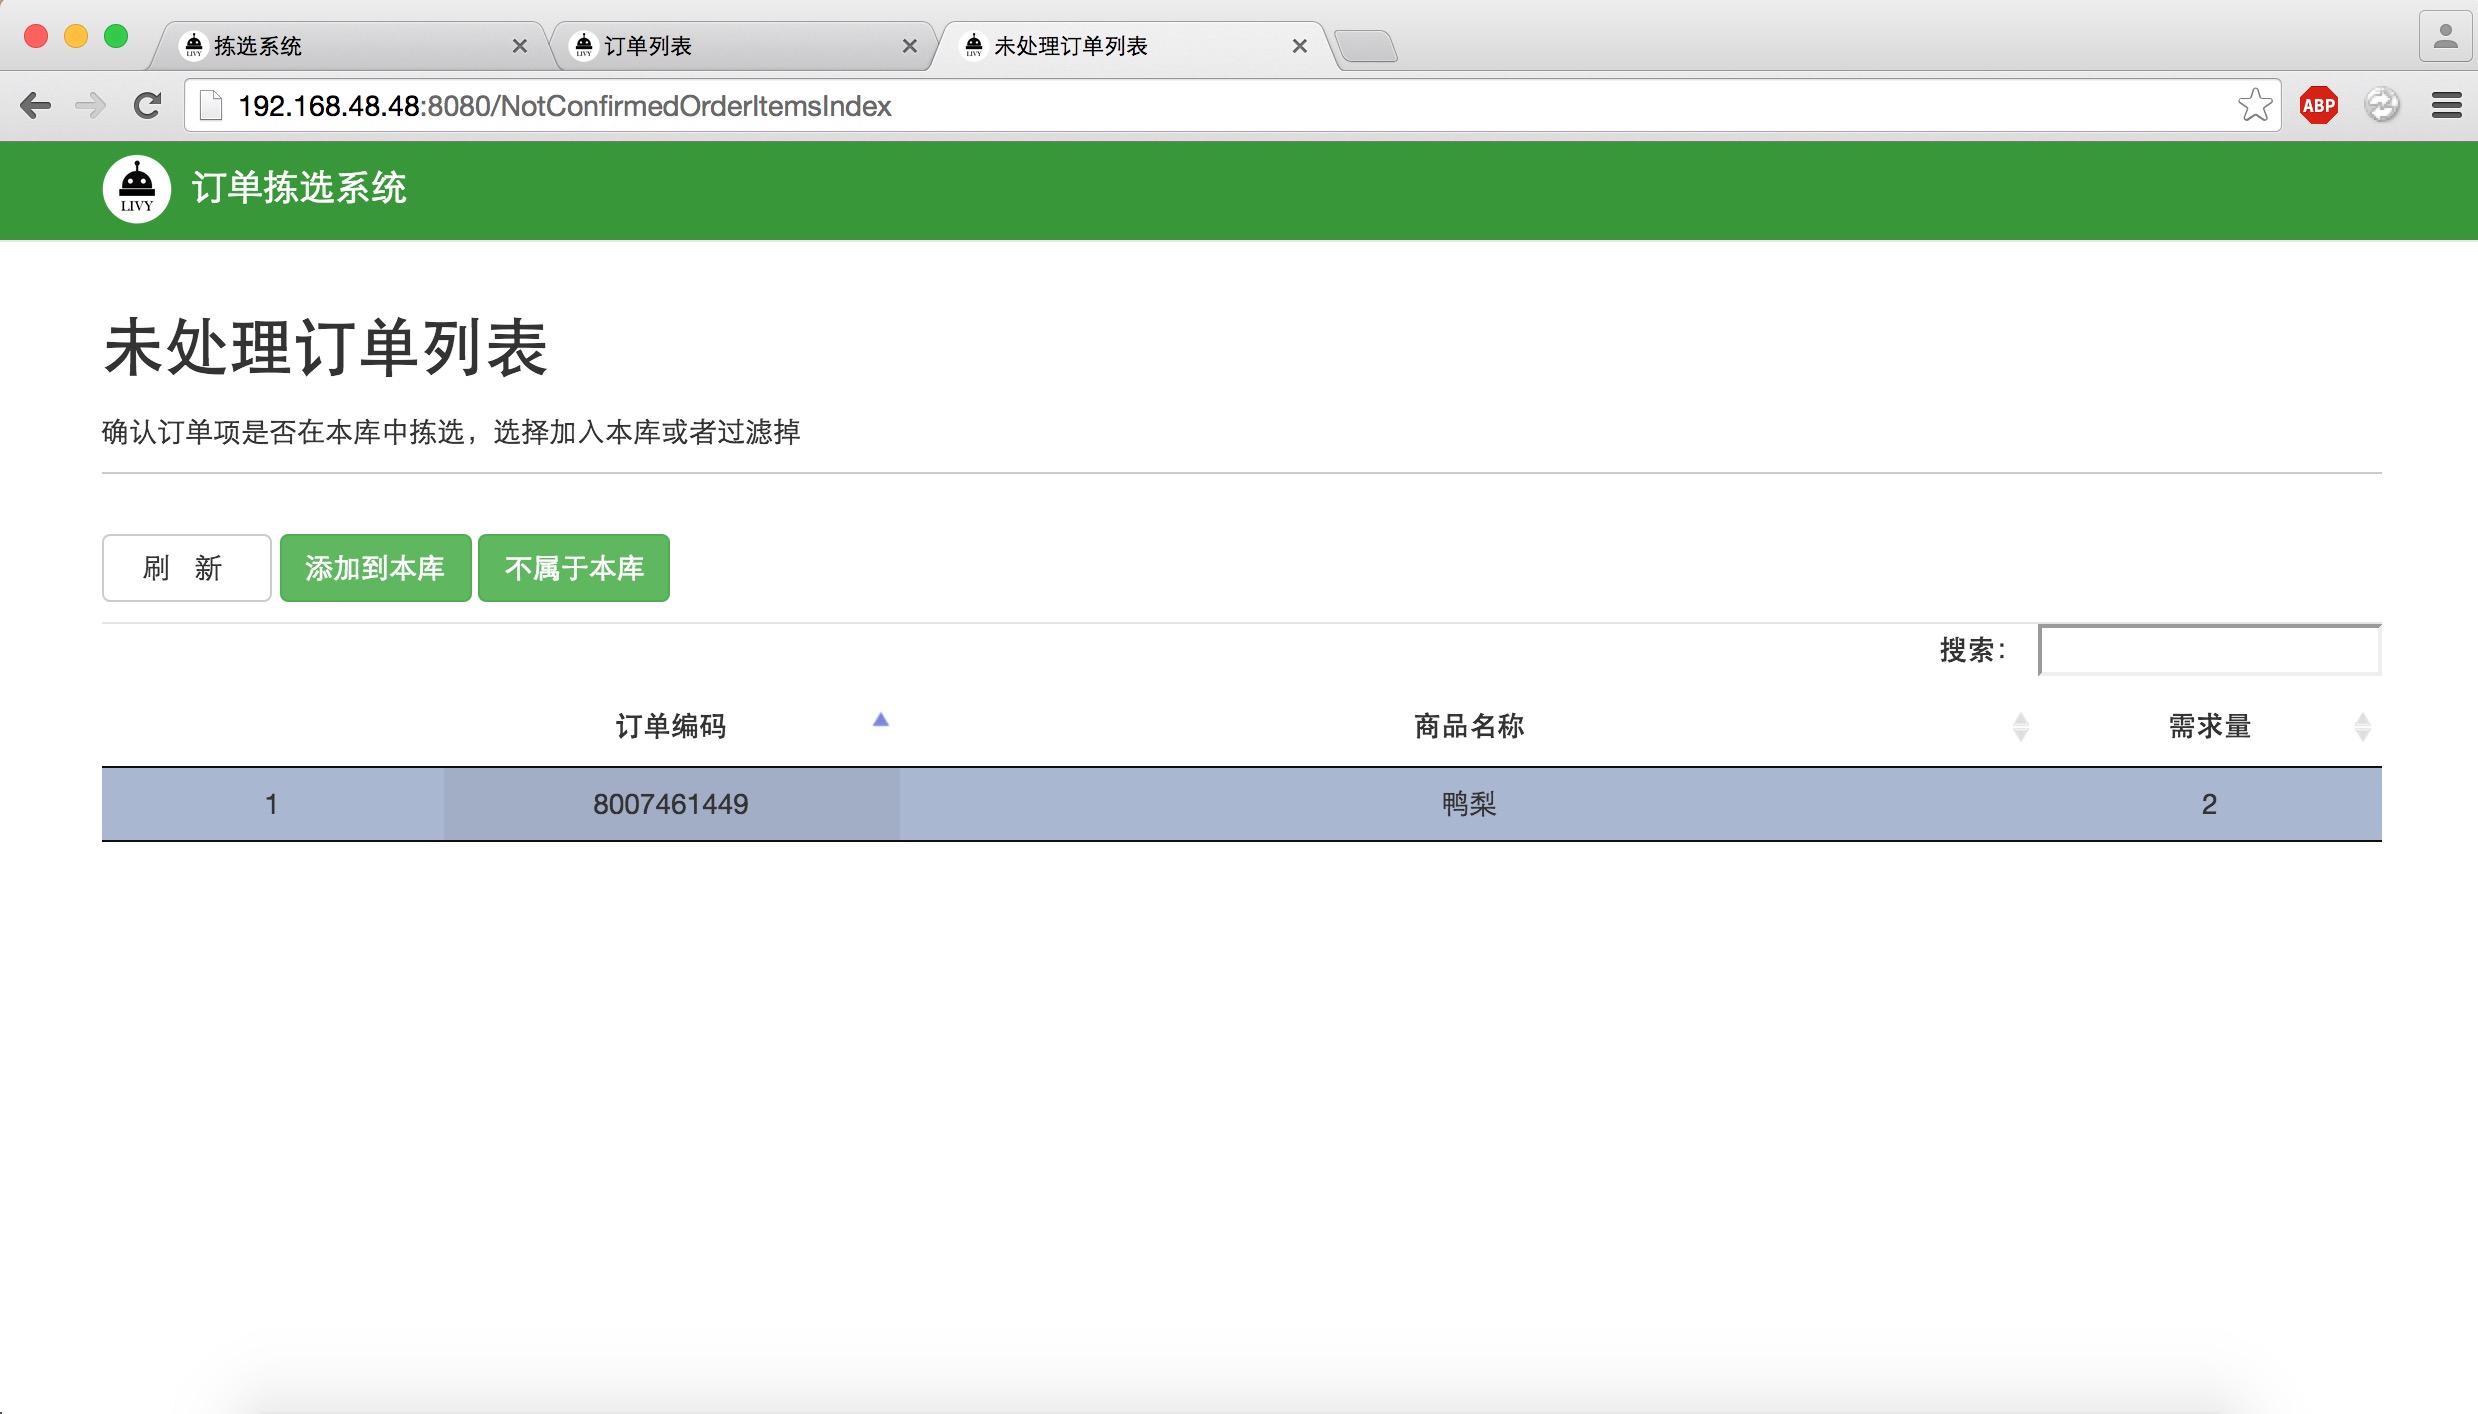 拣选系统 订单列表 未处理订单列表
192.168.48.48:8080/NotConfirmedOrderItemsIndex ABP
LIVY 订单拣选系统
未处理订单列表
确认订单项是否在本库中拣选，选择加入本库或者过滤掉
刷 新 添加到本库 不属于本库
搜索：
订单编码 商品名称 需求量
1 8007461449 鸭梨 2